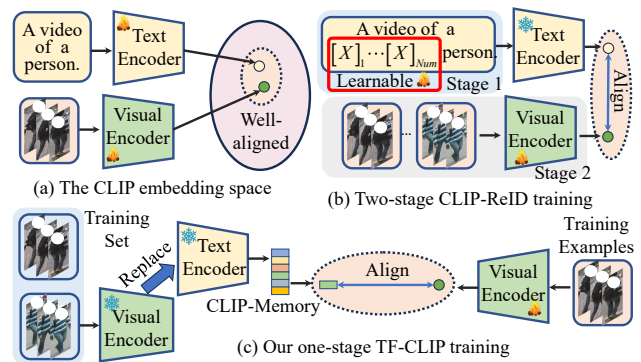 A video
of a
person.
Text
Encoder
Visual
Encoder
Well-
aligned
(a) The CLIP embedding space
A video of a person.
[X]1 ··· [X]Num
Learnable
Stage 1
Text
Encoder
Align
...
Visual
Encoder
Stage 2
(b) Two-stage CLIP-ReID training
Training
Set
Replace
Visual
Encoder
Text
Encoder
CLIP-Memory
Align
Visual
Encoder
Training
Examples
(c) Our one-stage TF-CLIP training